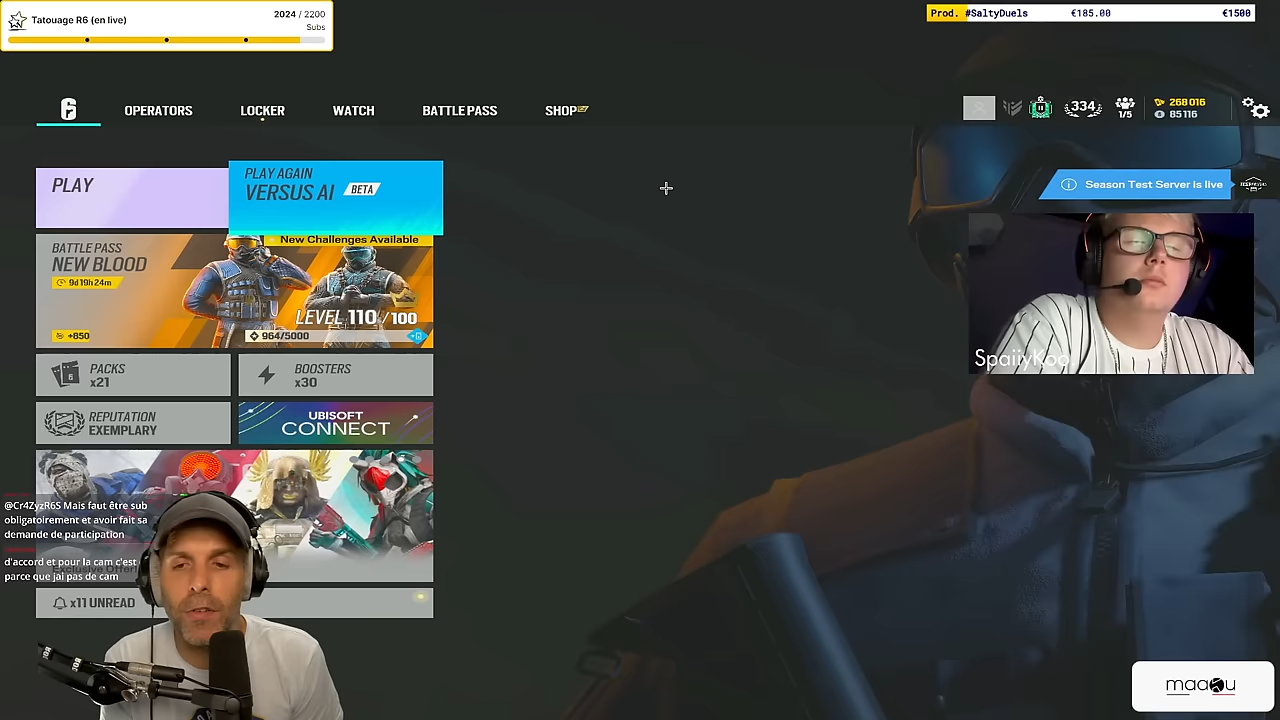 Tatouage R6 (en live)
2024 / 2200
Subs
Prod. #SaltyDuels €185.00 €1500
OPERATORS LOCKER WATCH BATTLE PASS SHOP
334
1/5
268 016
85 116
PLAY
PLAY AGAIN
VERSUS AI BETA
Season Test Server is live
New Challenges Available
BATTLE PASS
NEW BLOOD
9d 19h 24m
LEVEL 110 / 100
+850
964/5000
SpaiiyKoo
PACKS
x21
BOOSTERS
x30
REPUTATION
EXEMPLARY
UBISOFT
CONNECT
@Cr4ZyzR6S Mais faut être sub
obligatoirement et avoir fait sa
demande de participation
d'accord et pour la cam c'est
parce que jai pas de cam
Exclusive Offer!
x11 UNREAD
maaKu